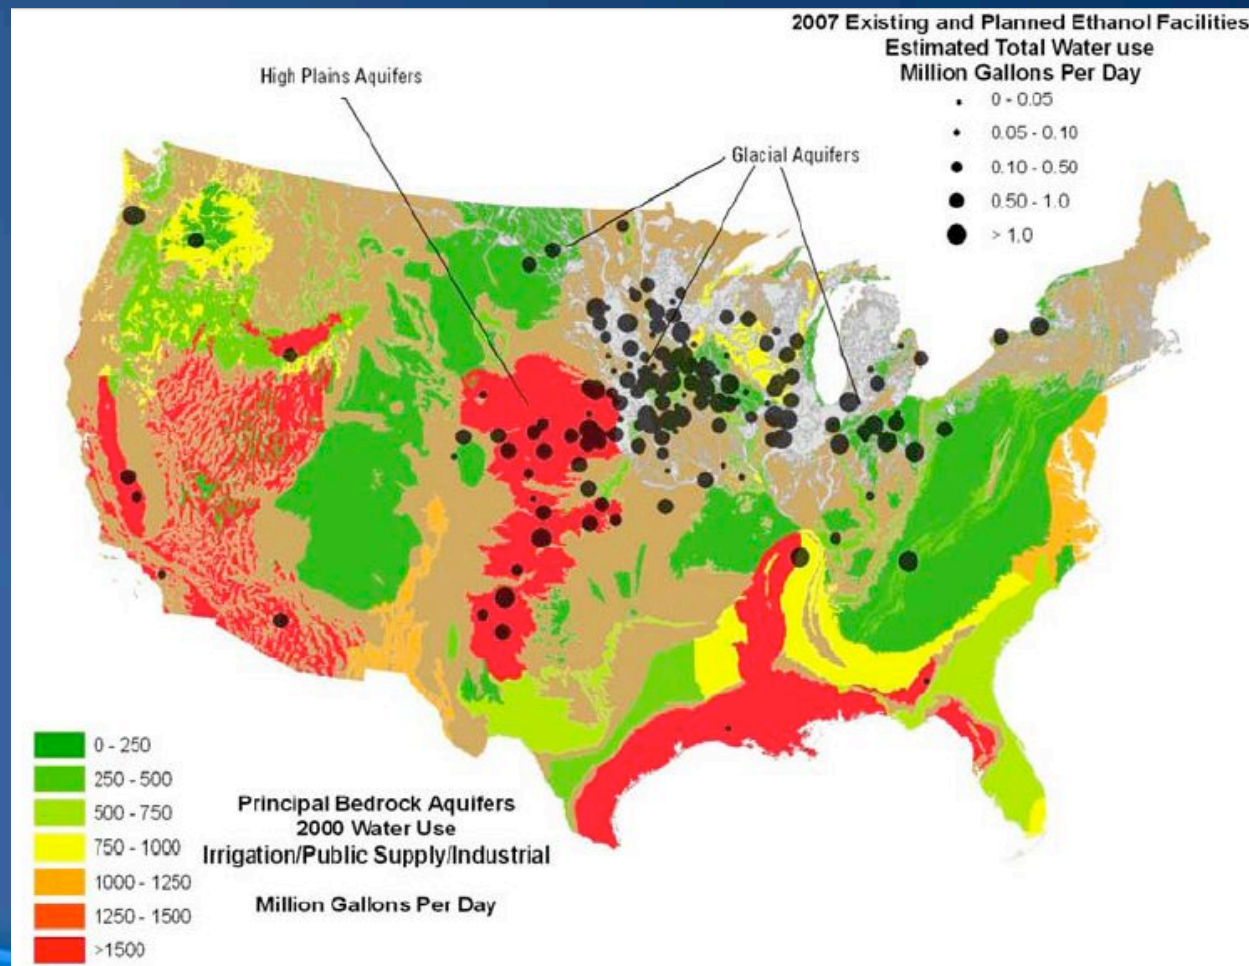 2007 Existing and Planned Ethanol Facilities
Estimated Total Water use
Million Gallons Per Day
0 - 0.05
0.05 - 0.10
0.10 - 0.50
0.50 - 1.0
> 1.0
High Plains Aquifers
Glacial Aquifers
0 - 250
250 - 500
500 - 750
750 - 1000
1000 - 1250
1250 - 1500
>1500
Principal Bedrock Aquifers
2000 Water Use
Irrigation/Public Supply/Industrial
Million Gallons Per Day